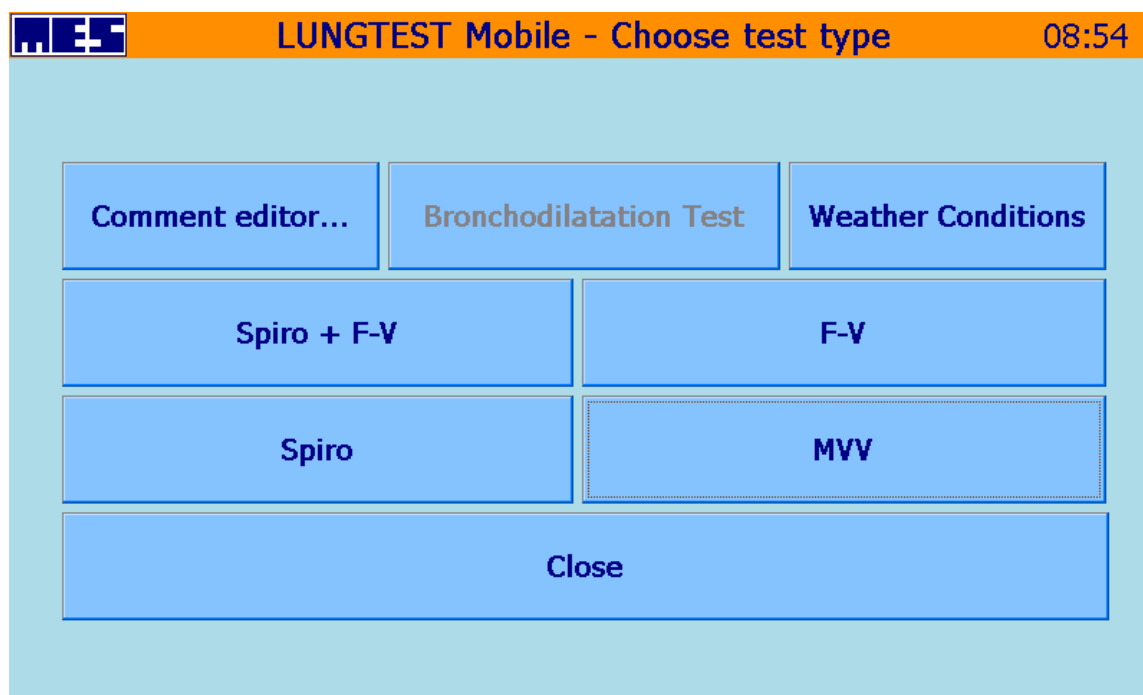 MES LUNGTEST Mobile - Choose test type 08:54
Comment editor... Bronchodilatation Test Weather Conditions
Spiro + F-V F-V
Spiro MVV
Close